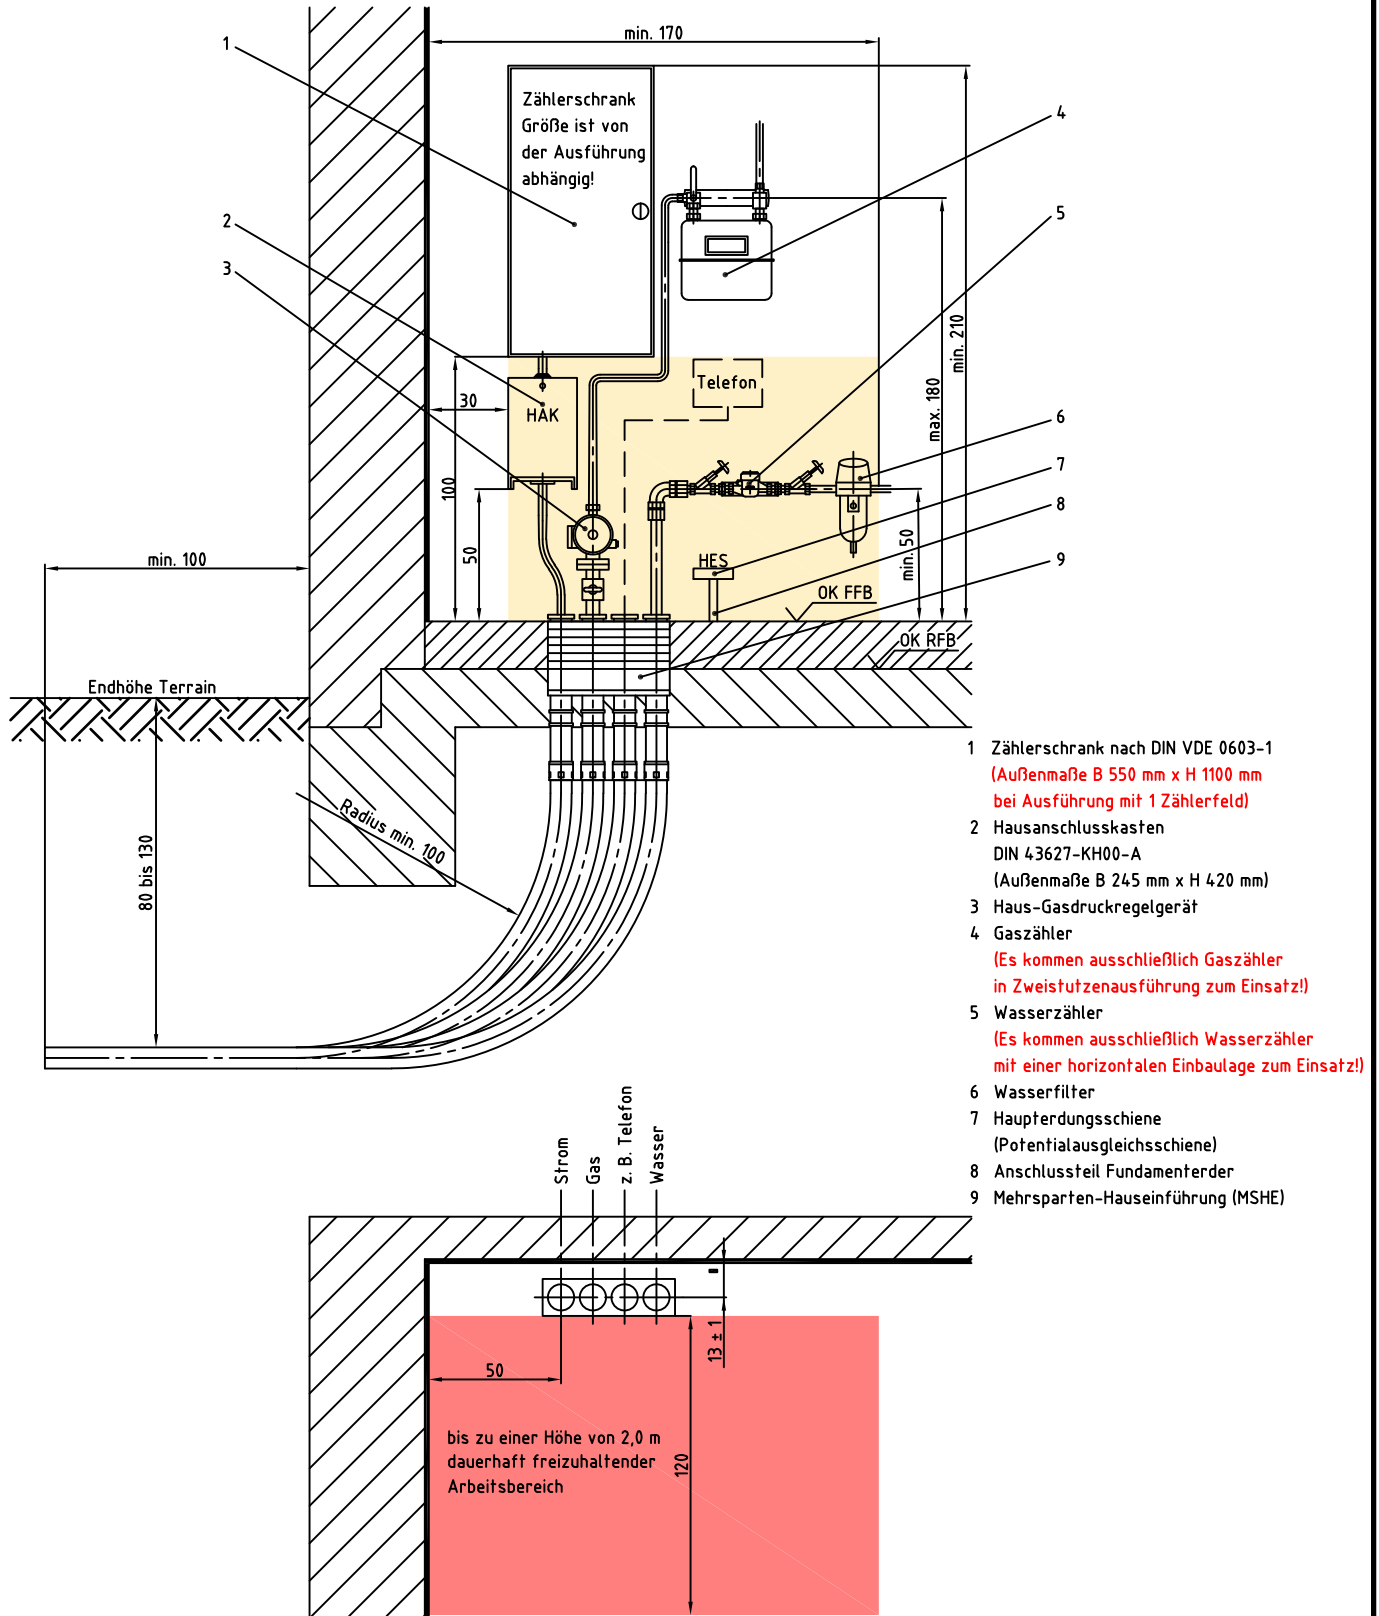 min. 170
1
Zählerschrank
Größe ist von
der Ausführung
abhängig!
4
2
5
3
min. 210
max. 180
Telefon
30
HAK
6
7
100
8
50
min. 50
HES
9
min. 100
OK FFB
OK RFB
Endhöhe Terrain
80 bis 130
Radius min. 100
1 Zählerschrank nach DIN VDE 0603-1
(Außenmaße B 550 mm x H 1100 mm
bei Ausführung mit 1 Zählerfeld)
2 Hausanschlusskasten
DIN 43627-KH00-A
(Außenmaße B 245 mm x H 420 mm)
3 Haus-Gasdruckregelgerät
4 Gaszähler
(Es kommen ausschließlich Gaszähler
in Zweistutzenausführung zum Einsatz!)
5 Wasserzähler
(Es kommen ausschließlich Wasserzähler
mit einer horizontalen Einbaulage zum Einsatz!)
6 Wasserfilter
7 Haupterdungsschiene
(Potentialausgleichsschiene)
8 Anschlussteil Fundamenterder
9 Mehrsparten-Hauseinführung (MSHE)
Strom
Gas
z. B. Telefon
Wasser
13 ± 1
50
120
bis zu einer Höhe von 2,0 m
dauerhaft freizuhaltender
Arbeitsbereich